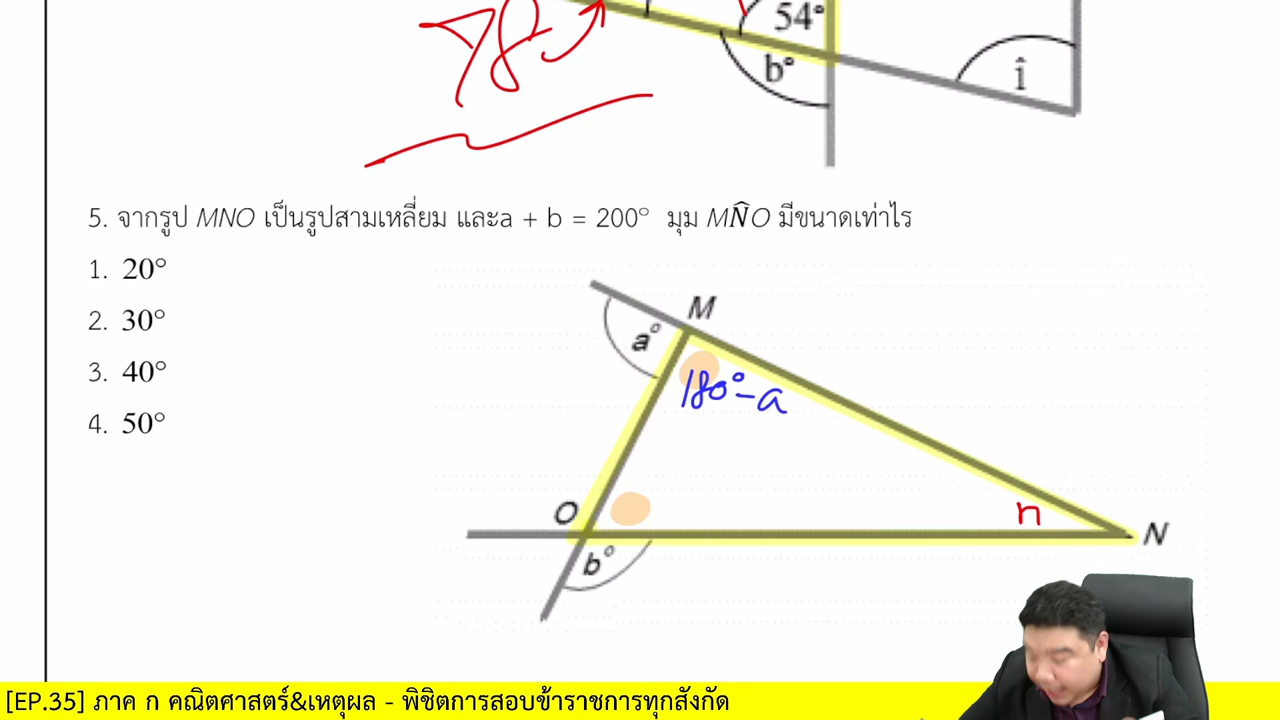 78°
54°
b°
î
5. จากรูป MNO เป็นรูปสามเหลี่ยม และa + b = 200° มุม MN̂O มีขนาดเท่าไร
1. 20°
2. 30°
3. 40°
4. 50°
M
a°
180°-a
O
n
N
b°
[EP.35] ภาค ก คณิตศาสตร์&เหตุผล - พิชิตการสอบข้าราชการทุกสังกัด